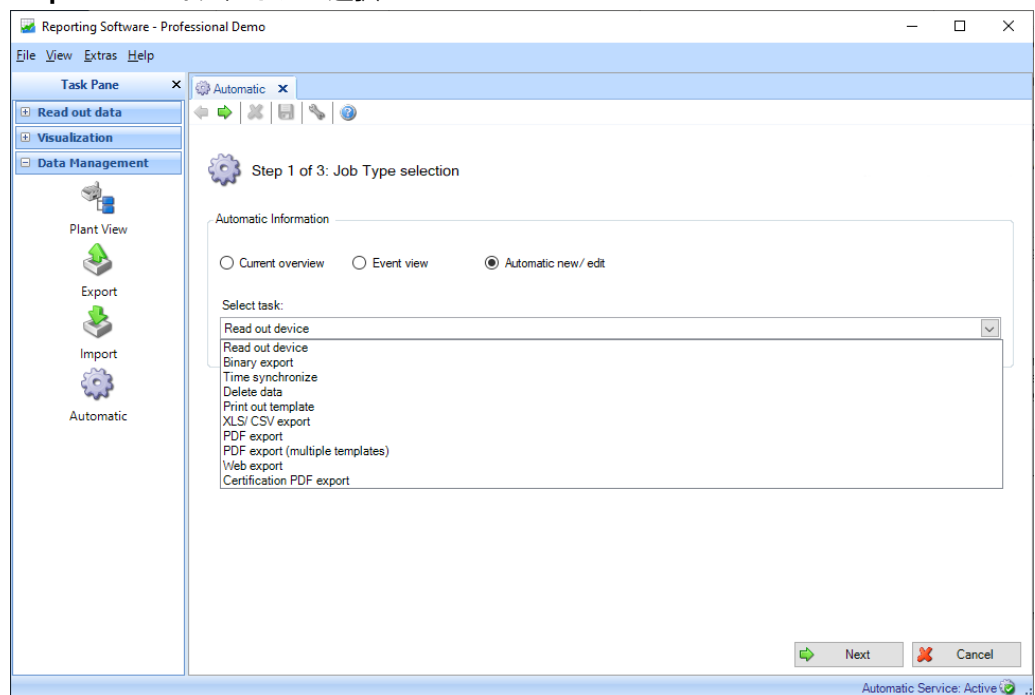 Reporting Software - Professional Demo
File View Extras Help
Task Pane
Automatic
Read out data
Visualization
Data Management
Plant View
Export
Import
Automatic
Step 1 of 3: Job Type selection
Automatic Information
Current overview
Event view
Automatic new/ edit
Select task:
Read out device
Read out device
Binary export
Time synchronize
Delete data
Print out template
XLS/ CSV export
PDF export
PDF export (multiple templates)
Web export
Certification PDF export
Next
Cancel
Automatic Service: Active